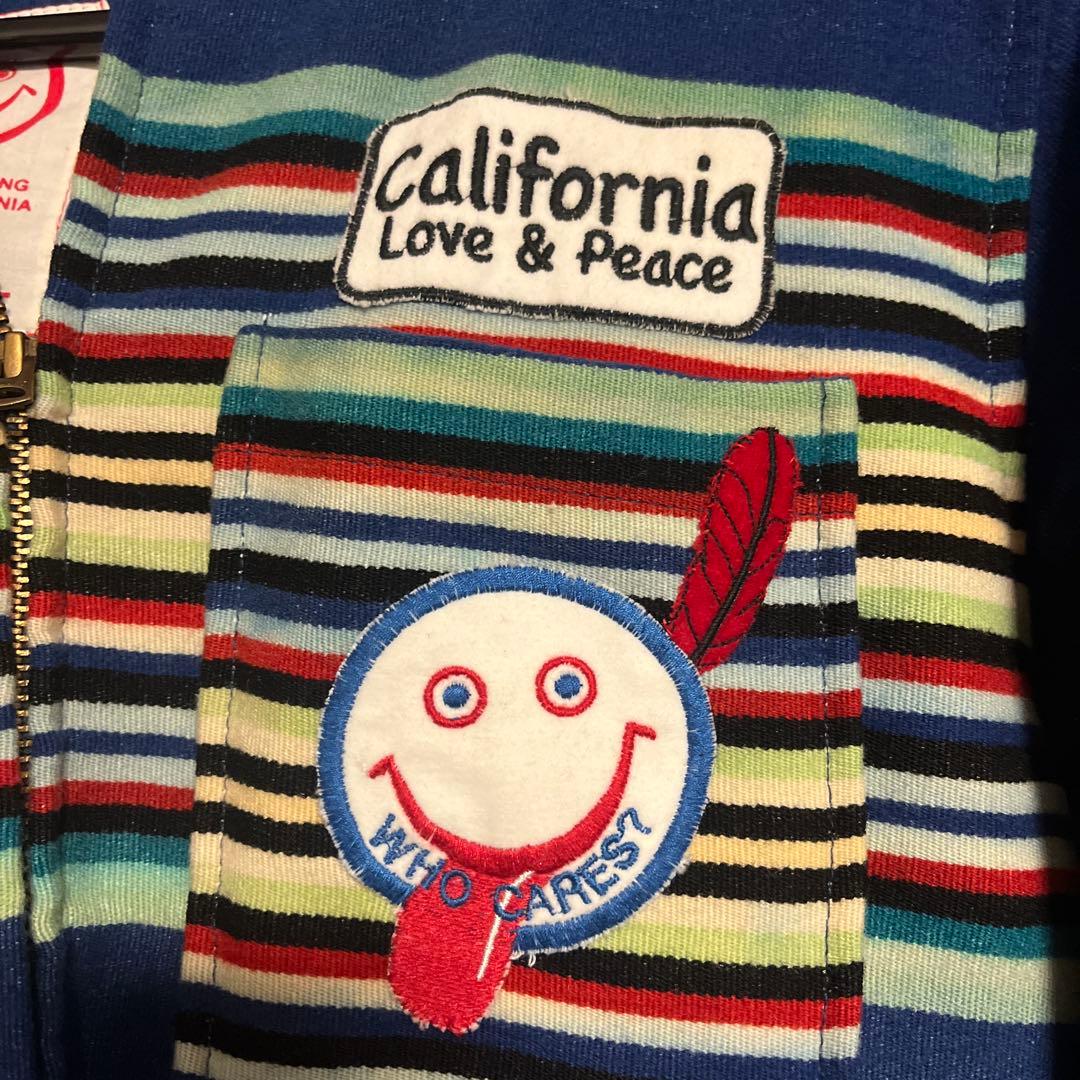 California
Love & Peace
WHO CARES?